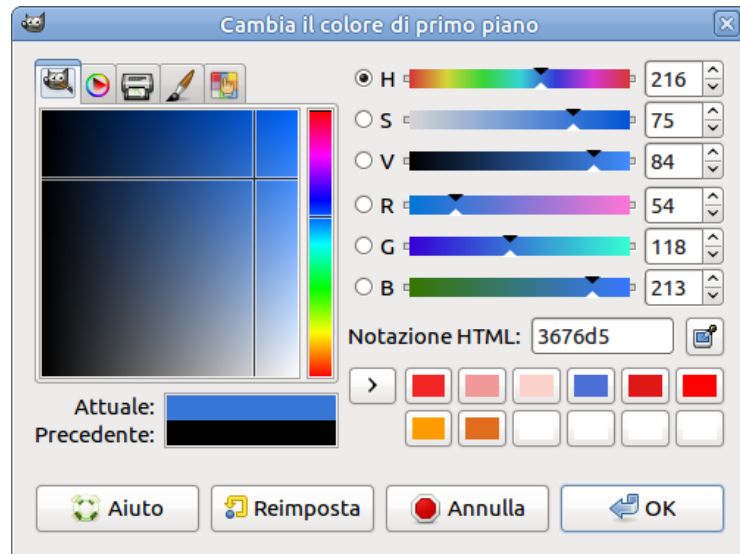 Cambia il colore di primo piano
H 216
S 75
V 84
R 54
G 118
B 213
Notazione HTML: 3676d5
>
Attuale:
Precedente:
Aiuto Reimposta Annulla OK